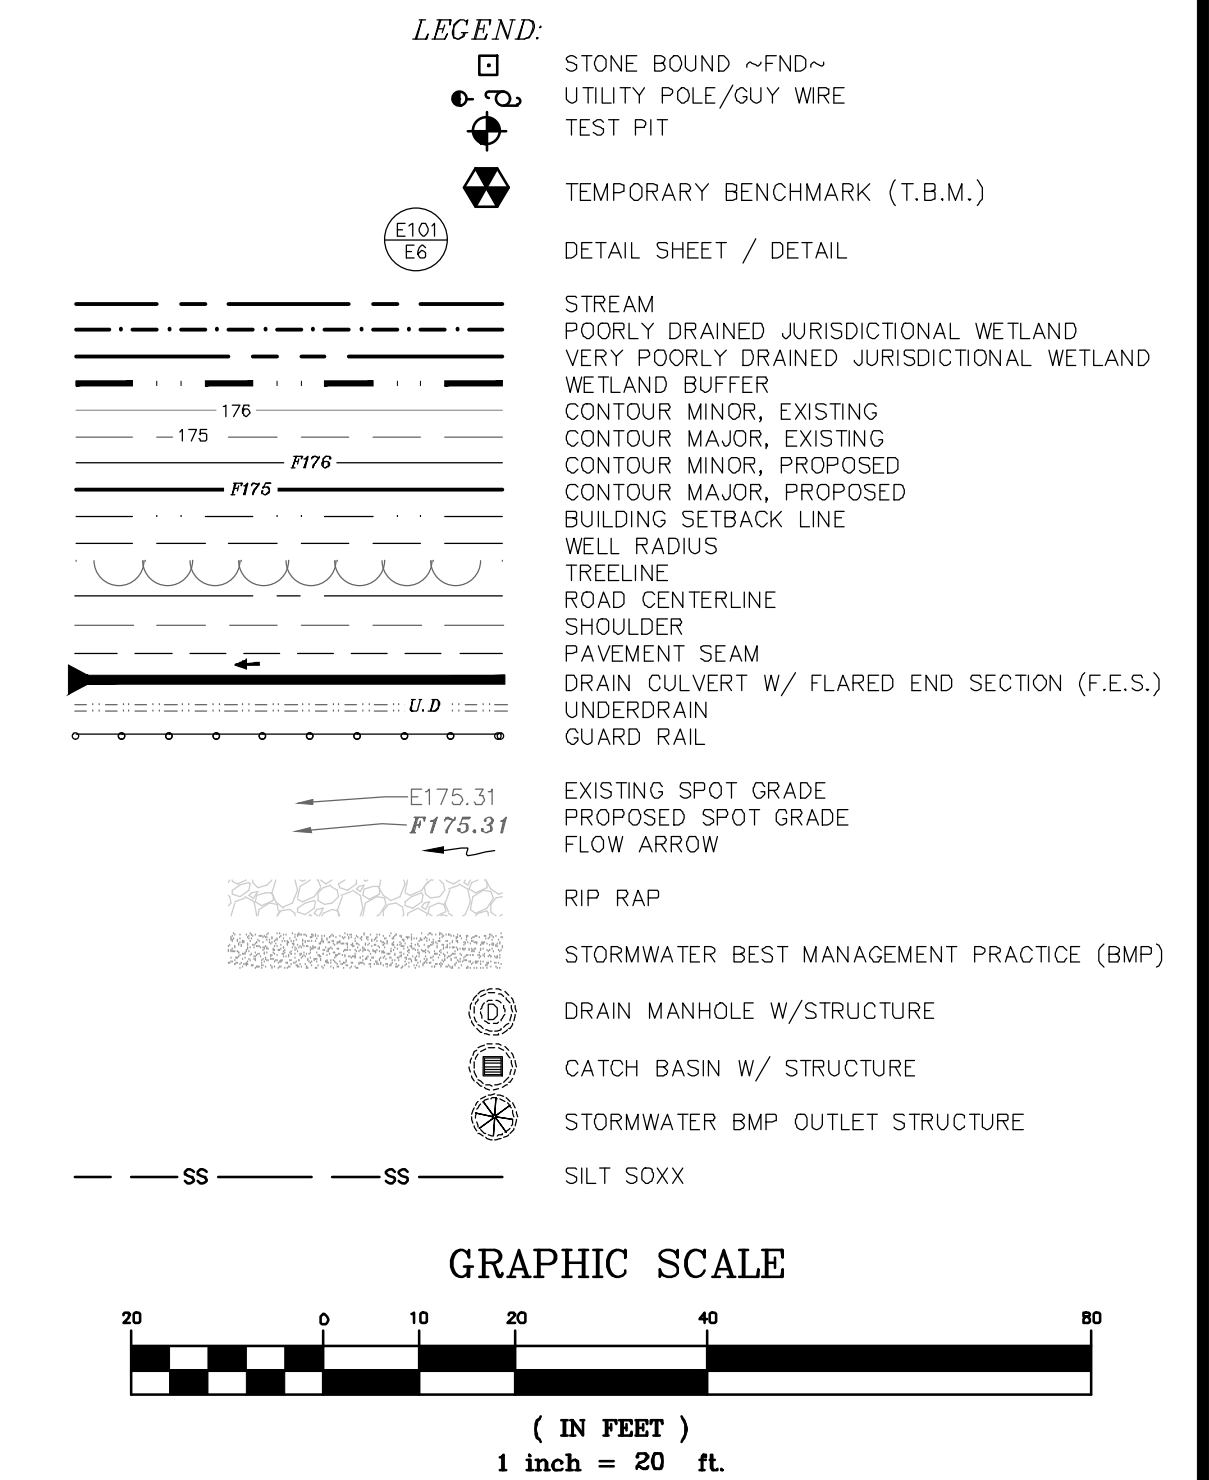 LEGEND:
STONE BOUND ~FND~
UTILITY POLE/GUY WIRE
TEST PIT
TEMPORARY BENCHMARK (T.B.M.)
E101
E6
DETAIL SHEET / DETAIL
STREAM
POORLY DRAINED JURISDICTIONAL WETLAND
VERY POORLY DRAINED JURISDICTIONAL WETLAND
WETLAND BUFFER
176 CONTOUR MINOR, EXISTING
175 CONTOUR MAJOR, EXISTING
F176 CONTOUR MINOR, PROPOSED
F175 CONTOUR MAJOR, PROPOSED
BUILDING SETBACK LINE
WELL RADIUS
TREELINE
ROAD CENTERLINE
SHOULDER
PAVEMENT SEAM
DRAIN CULVERT W/ FLARED END SECTION (F.E.S.)
U.D UNDERDRAIN
GUARD RAIL
E175.31 EXISTING SPOT GRADE
F175.31 PROPOSED SPOT GRADE
FLOW ARROW
RIP RAP
STORMWATER BEST MANAGEMENT PRACTICE (BMP)
D DRAIN MANHOLE W/STRUCTURE
CATCH BASIN W/ STRUCTURE
STORMWATER BMP OUTLET STRUCTURE
SS SS SILT SOXX
GRAPHIC SCALE
20 0 10 20 40 80
( IN FEET )
1 inch = 20 ft.